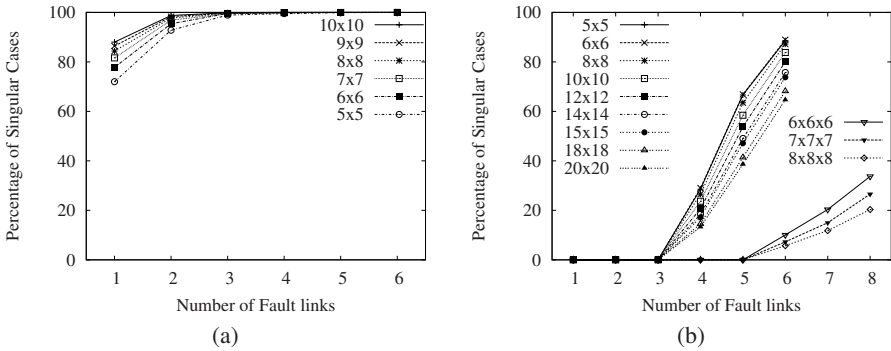 Percentage of Singular Cases
100
80
60
40
20
0
10x10
9x9
8x8
7x7
6x6
5x5
1 2 3 4 5 6
Number of Fault links
(a)
Percentage of Singular Cases
100
80
60
40
20
0
5x5
6x6
8x8
10x10
12x12
14x14
15x15
18x18
20x20
6x6x6
7x7x7
8x8x8
1 2 3 4 5 6 7 8
Number of Fault links
(b)